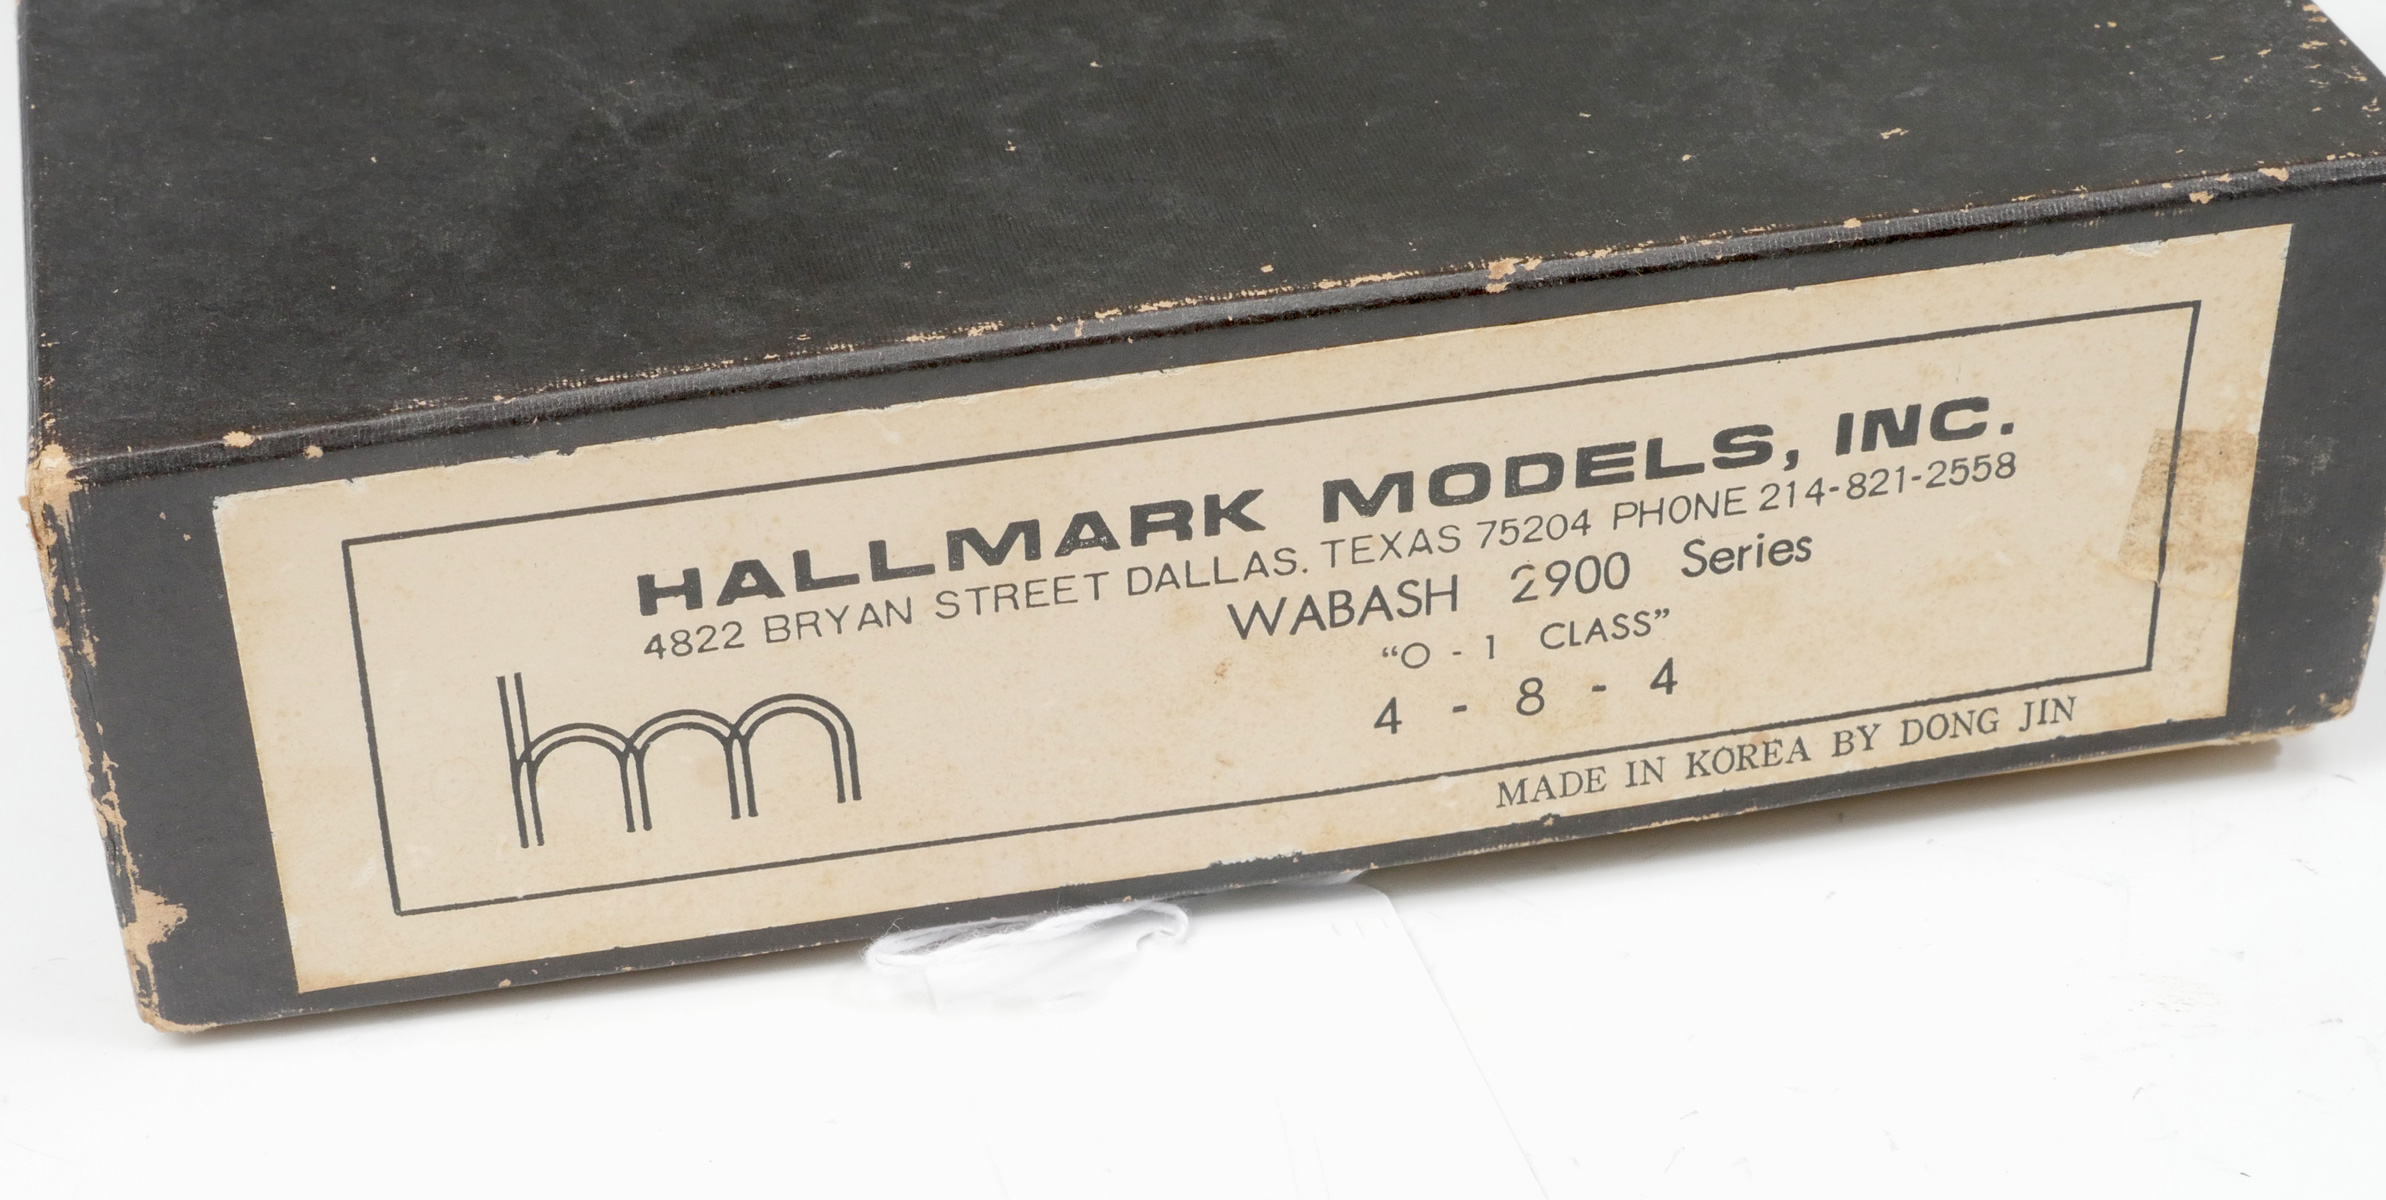 HALLMARK MODELS, INC.
4822 BRYAN STREET DALLAS. TEXAS 75204 PHONE 214-821-2558
WABASH 2900 Series
“O - 1 CLASS”
4 - 8 - 4
hm
MADE IN KOREA BY DONG JIN